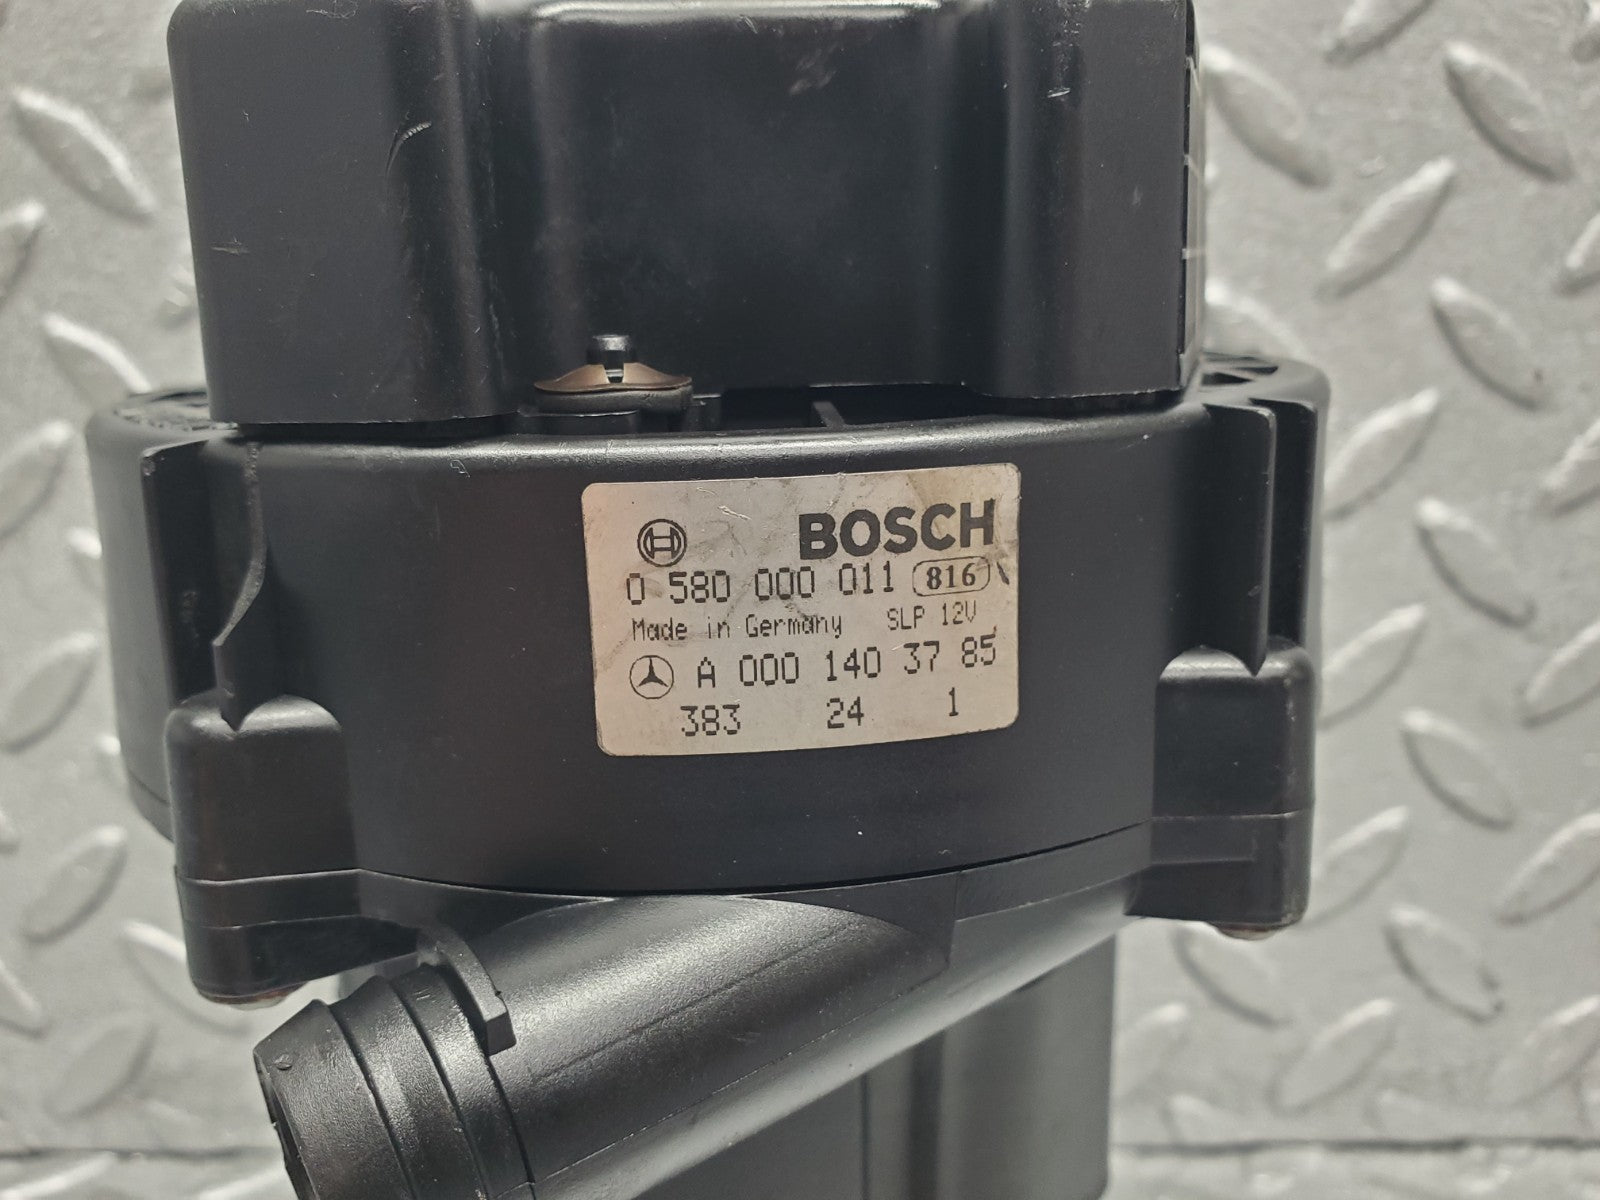 BOSCH
0 580 000 011 816
Made in Germany SLP 12V
A 000 140 37 85
383 24 1